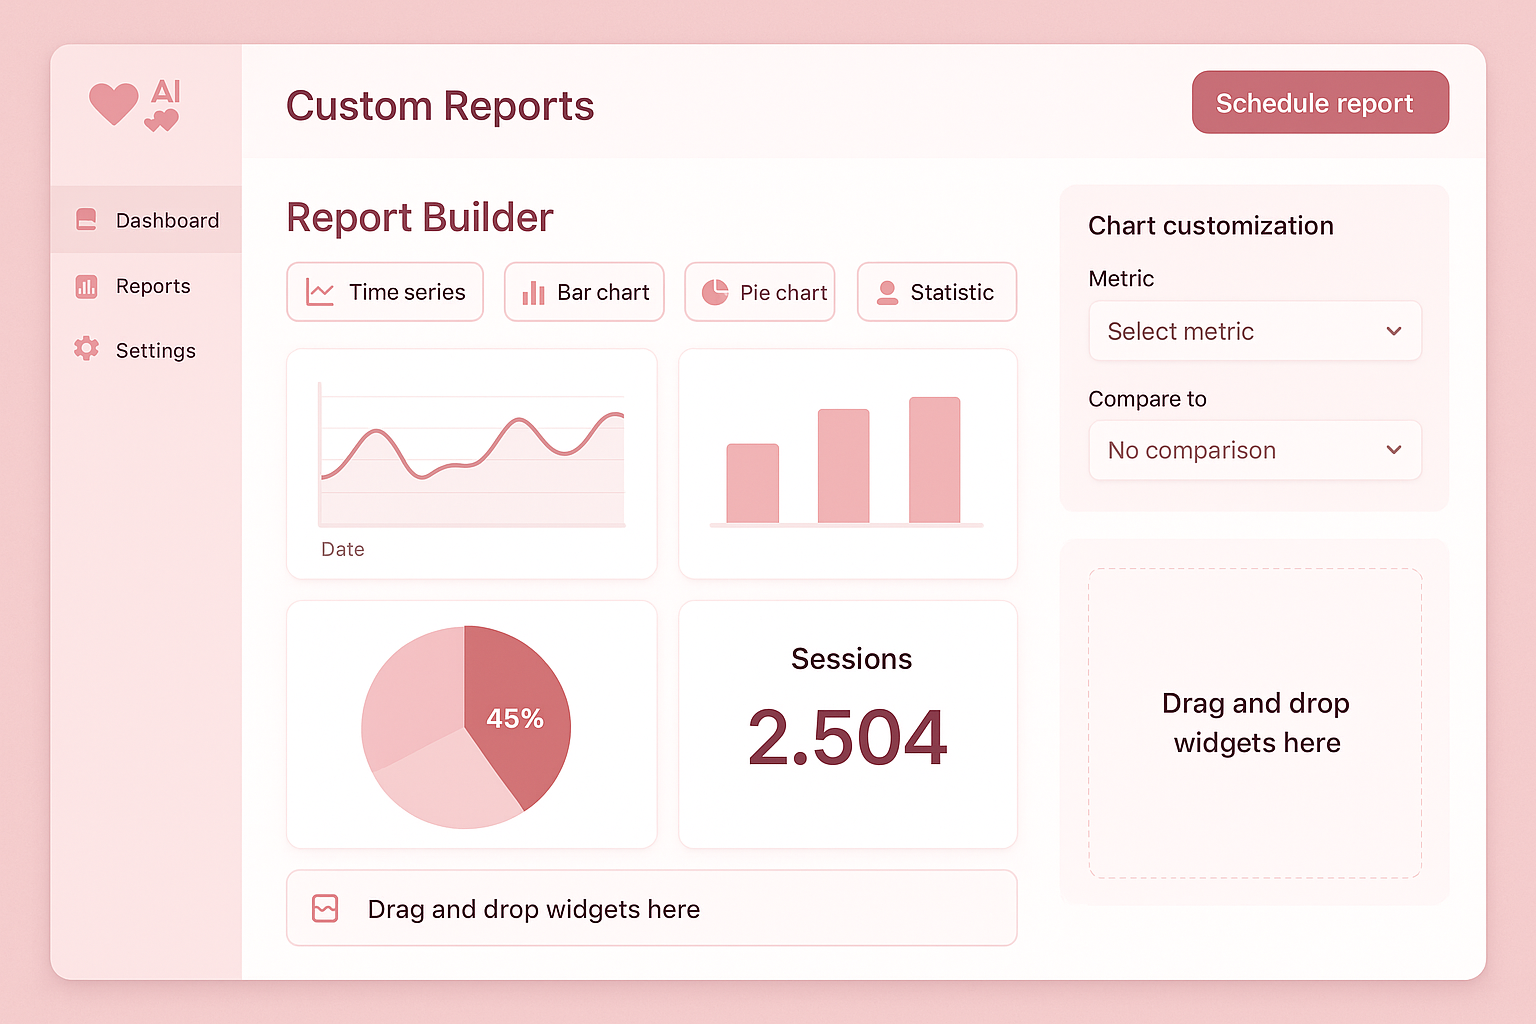 AI
Custom Reports
Schedule report
Dashboard
Reports
Settings
Report Builder
Time series
Bar chart
Pie chart
Statistic
Date
45%
Sessions
2.504
Drag and drop widgets here
Chart customization
Metric
Select metric
Compare to
No comparison
Drag and drop
widgets here